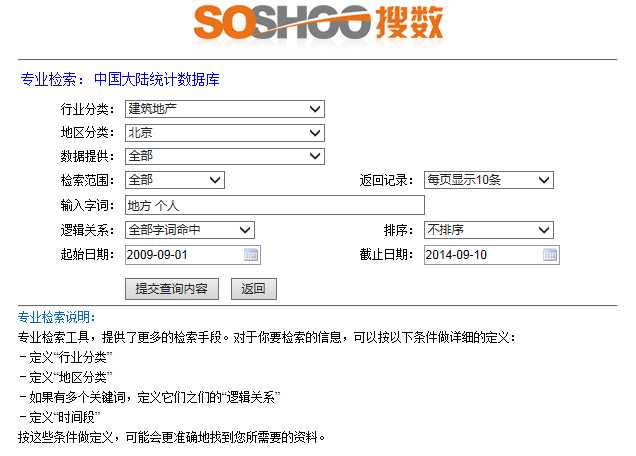 SOSHOO搜数
专业检索：中国大陆统计数据库
行业分类： 建筑地产
地区分类： 北京
数据提供： 全部
检索范围： 全部 返回记录： 每页显示10条
输入字词： 地方 个人
逻辑关系： 全部字词命中 排序： 不排序
起始日期： 2009-09-01 截止日期： 2014-09-10
提交查询内容 返回
专业检索说明：
专业检索工具，提供了更多的检索手段。对于你要检索的信息，可以按以下条件做详细的定义：
－定义“行业分类”
－定义“地区分类”
－如果有多个关键词，定义它们之们的“逻辑关系”
－定义“时间段”
按这些条件做定义，可能会更准确地找到您所需要的资料。